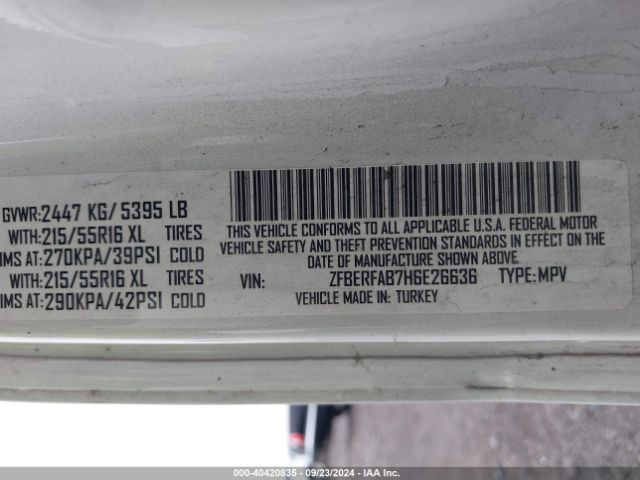 GVWR: 2447 KG/ 5395 LB
WITH: 215/55R16 XL TIRES
IMS AT: 270KPA/39PSI COLD
WITH: 215/55R16 XL TIRES
IMS AT: 290KPA/42PSI COLD
THIS VEHICLE CONFORMS TO ALL APPLICABLE U.S.A. FEDERAL MOTOR
VEHICLE SAFETY AND THEFT PREVENTION STANDARDS IN EFFECT ON THE
DATE OF MANUFACTURE SHOWN ABOVE.
VIN: ZFBERFAB7H6E26636 TYPE: MPV
VEHICLE MADE IN: TURKEY
000-40420835 - 09/23/2024 - IAA Inc.